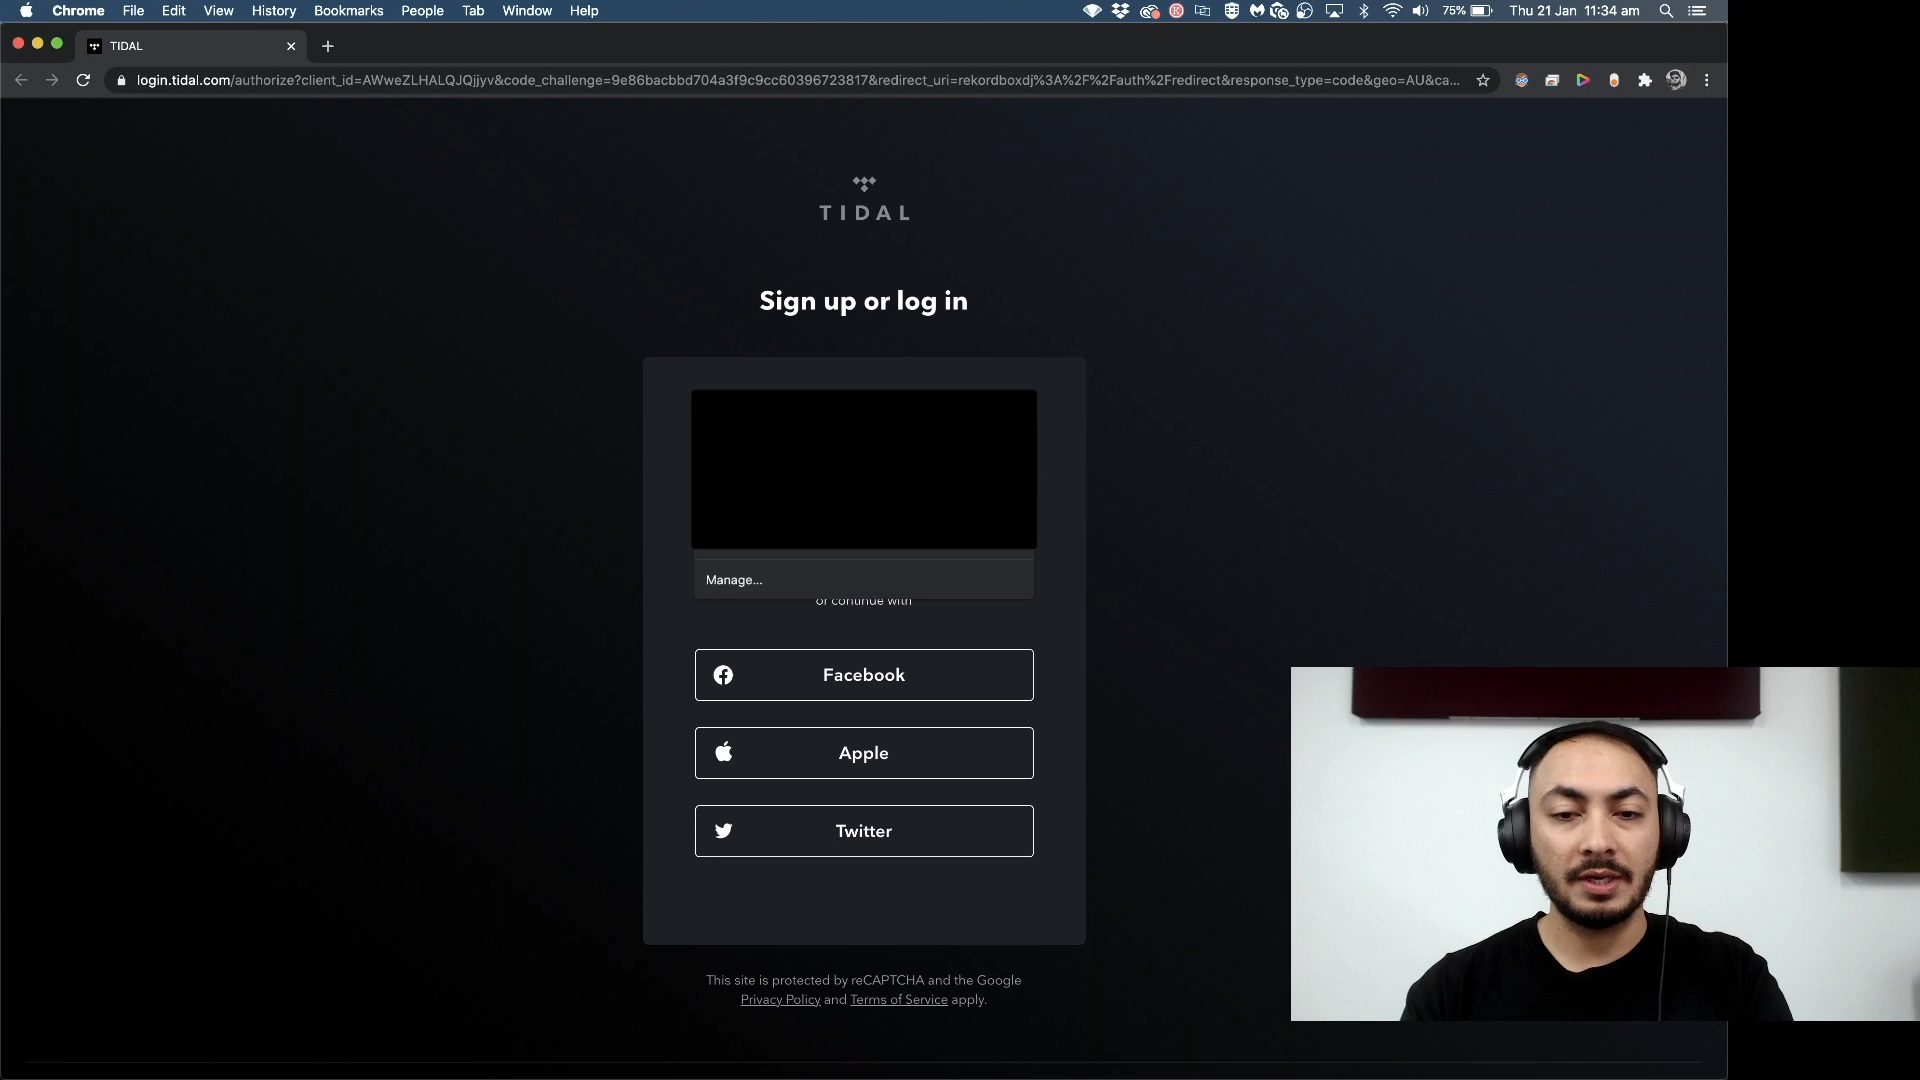 Chrome File Edit View History Bookmarks People Tab Window Help 75% Thu 21 Jan 11:34 am
TIDAL
login.tidal.com/authorize?client_id=AWweZLHALQJQjjyv&code_challenge=9e86bacbbd704a3f9c9cc60396723817&redirect_uri=rekordboxdj%3A%2F%2Fauth%2Fredirect&response_type=code&geo=AU&ca...
TIDAL
Sign up or log in
Manage...
or continue with
Facebook
Apple
Twitter
This site is protected by reCAPTCHA and the Google
Privacy Policy and Terms of Service apply.